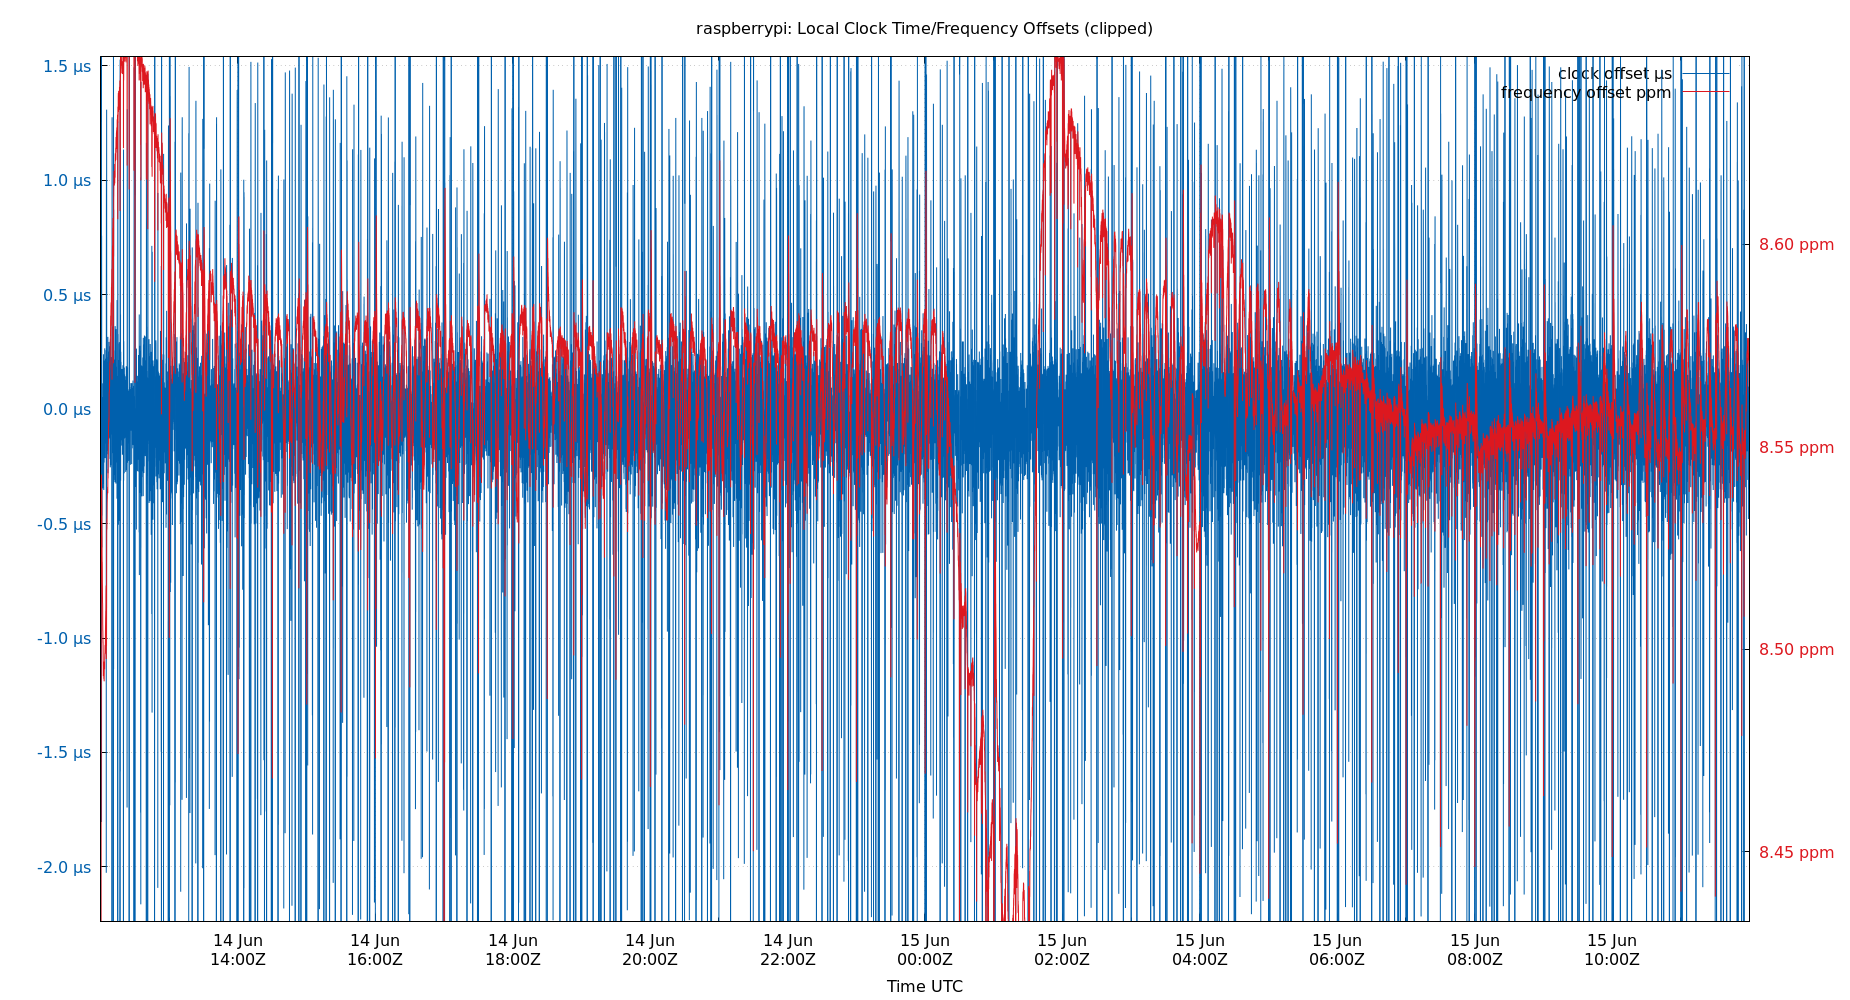 raspberrypi: Local Clock Time/Frequency Offsets (clipped)
1.5 µs
1.0 µs
0.5 µs
0.0 µs
-0.5 µs
-1.0 µs
-1.5 µs
-2.0 µs
clock offset µs
frequency offset ppm
8.60 ppm
8.55 ppm
8.50 ppm
8.45 ppm
14 Jun 14 Jun 14 Jun 14 Jun 14 Jun 15 Jun 15 Jun 15 Jun 15 Jun 15 Jun 15 Jun
14:00Z 16:00Z 18:00Z 20:00Z 22:00Z 00:00Z 02:00Z 04:00Z 06:00Z 08:00Z 10:00Z
Time UTC